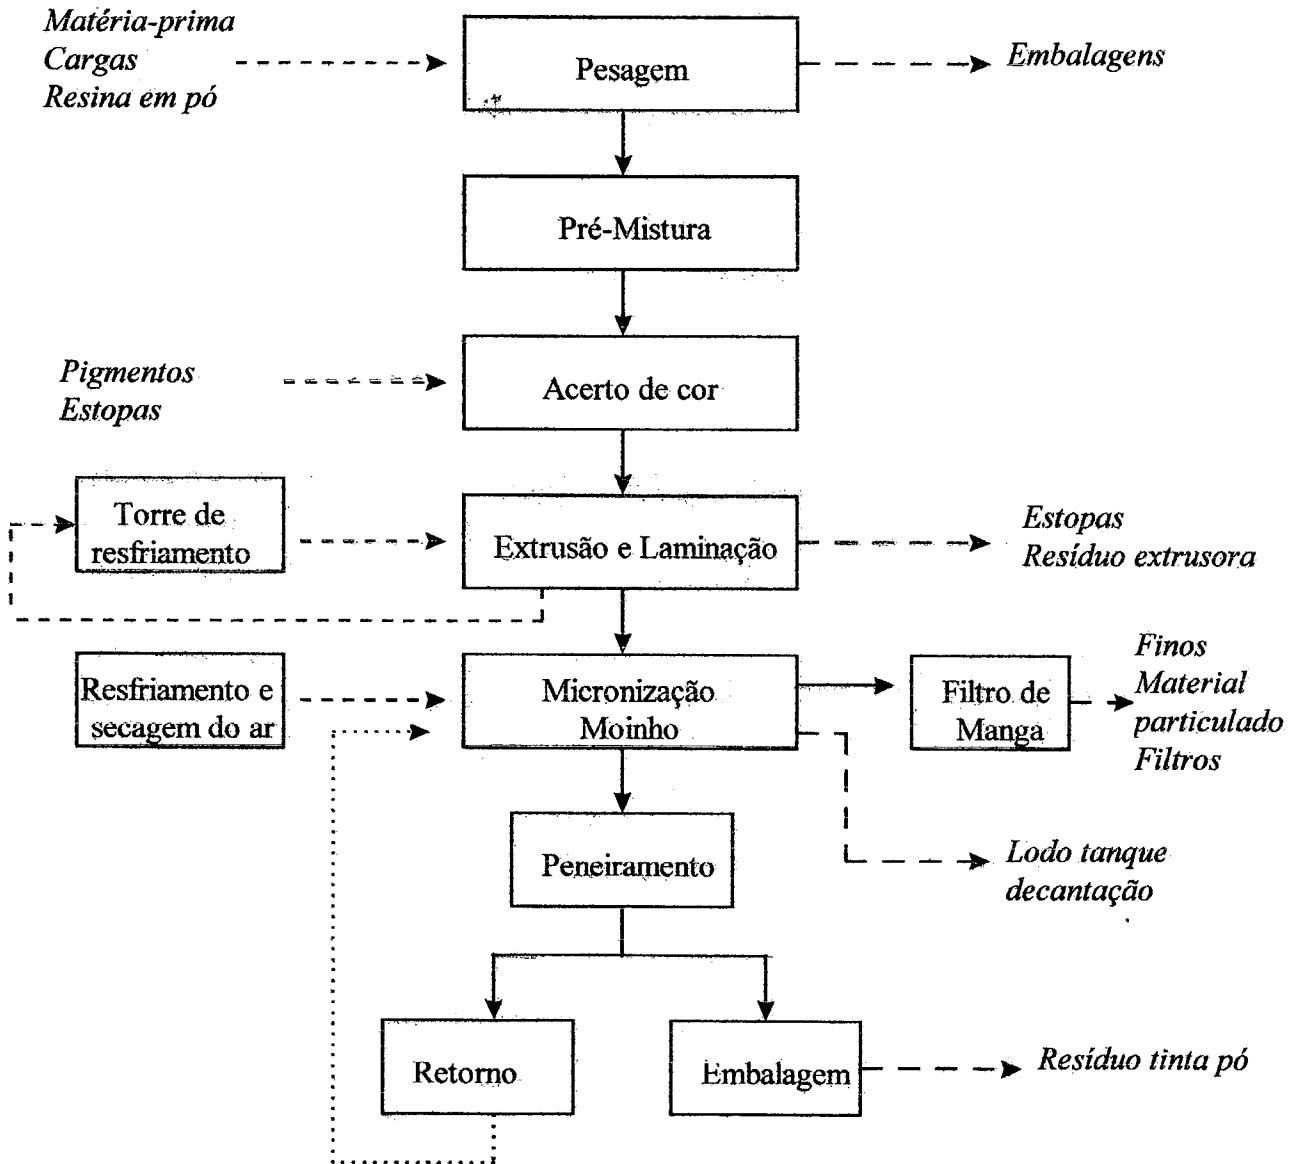 Matéria-prima
Cargas
Resina em pó
Pesagem
Embalagens
Pré-Mistura
Pigmentos
Estopas
Acerto de cor
Torre de
resfriamento
Extrusão e Laminação
Estopas
Resíduo extrusora
Resfriamento e
secagem do ar
Micronização
Moinho
Filtro de
Manga
Finos
Material
particulado
Filtros
Peneiramento
Lodo tanque
decantação
Retorno
Embalagem
Resíduo tinta pó